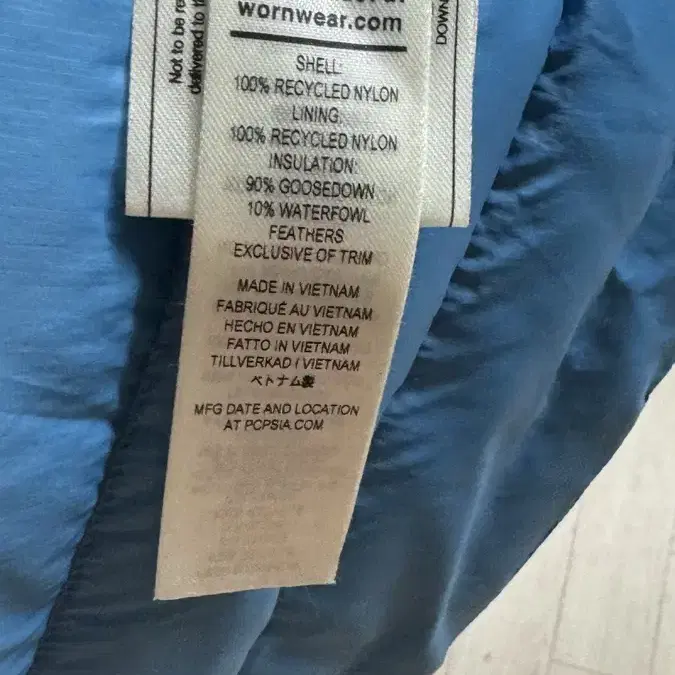 wornwear.com
SHELL:
100% RECYCLED NYLON
LINING:
100% RECYCLED NYLON
INSULATION:
90% GOOSEDOWN
10% WATERFOWL
FEATHERS
EXCLUSIVE OF TRIM
MADE IN VIETNAM
FABRIQUÉ AU VIETNAM
HECHO EN VIETNAM
FATTO IN VIETNAM
TILLVERKAD I VIETNAM
ベトナム製
MFG DATE AND LOCATION
AT PCPSIA.COM
Not to be re
delivered to t
DOWN